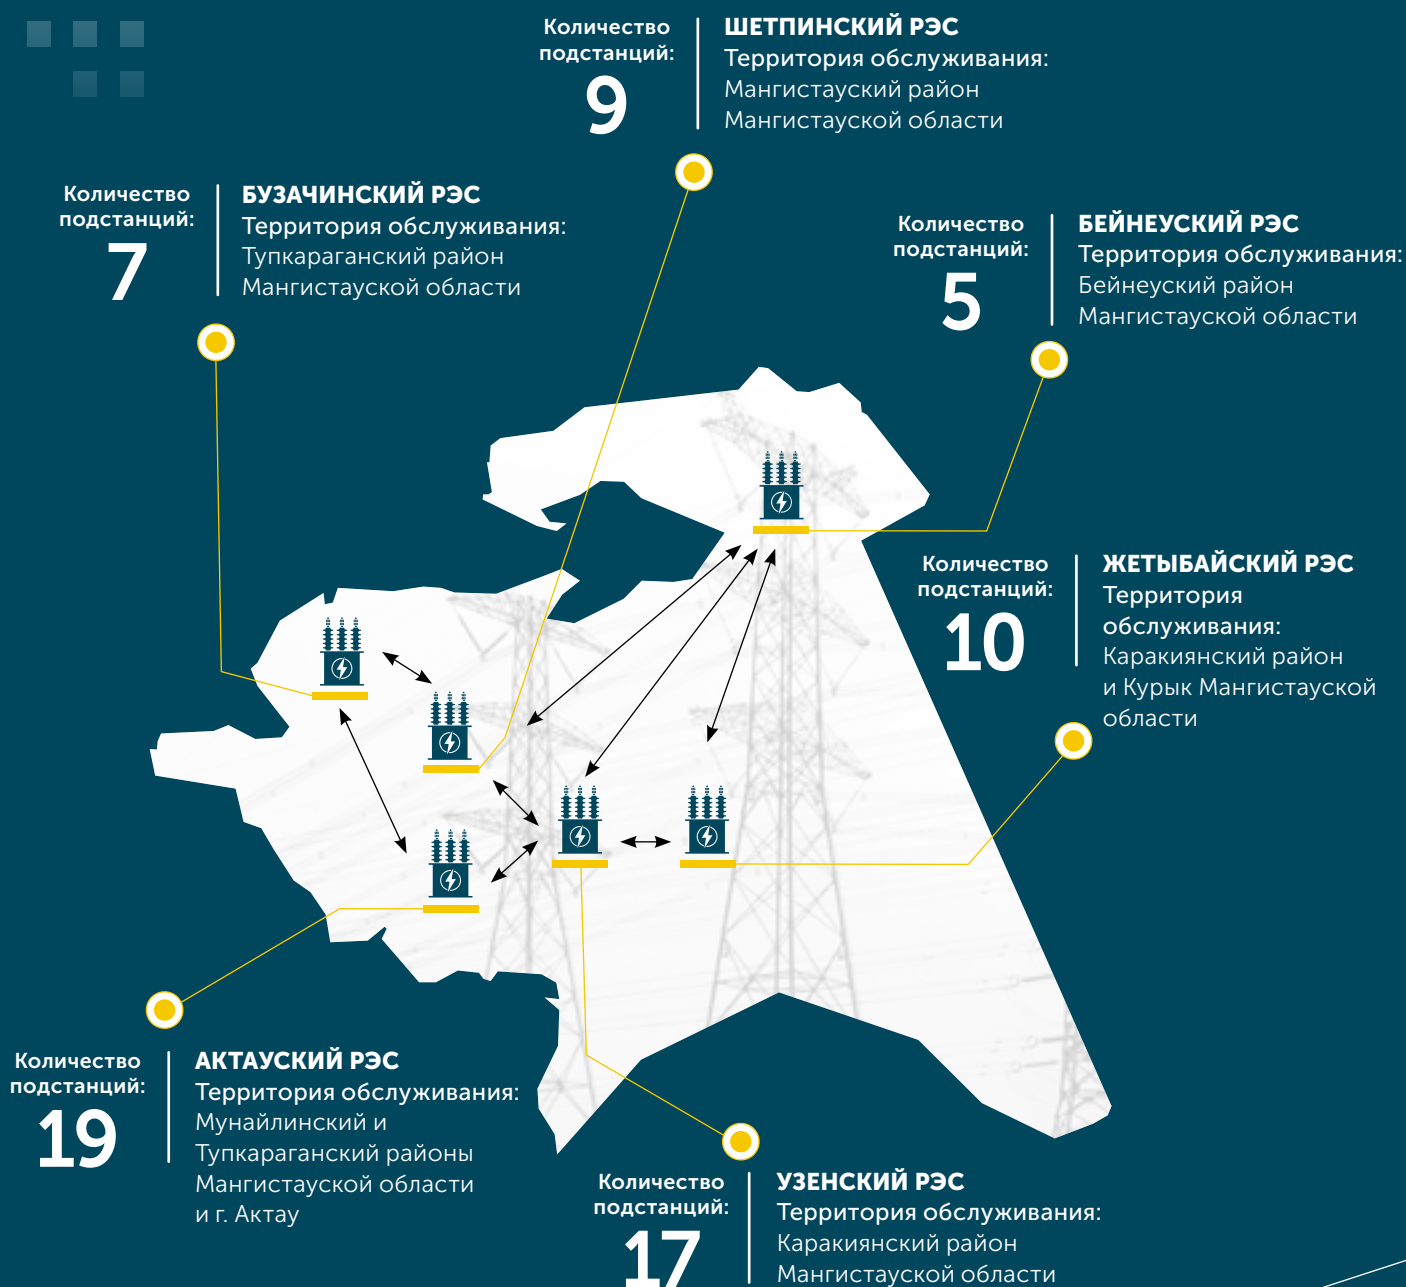 Количество
подстанций:
9
ШЕТПИНСКИЙ РЭС
Территория обслуживания:
Мангистауский район
Мангистауской области
Количество
подстанций:
7
БУЗАЧИНСКИЙ РЭС
Территория обслуживания:
Тупкараганский район
Мангистауской области
Количество
подстанций:
5
БЕЙНЕУСКИЙ РЭС
Территория обслуживания:
Бейнеуский район
Мангистауской области
Количество
подстанций:
10
ЖЕТЫБАЙСКИЙ РЭС
Территория
обслуживания:
Каракиянский район
и Курык Мангистауской
области
Количество
подстанций:
19
АКТАУСКИЙ РЭС
Территория обслуживания:
Мунайлинский и
Тупкараганский районы
Мангистауской области
и г. Актау
Количество
подстанций:
17
УЗЕНСКИЙ РЭС
Территория обслуживания:
Каракиянский район
Мангистауской области